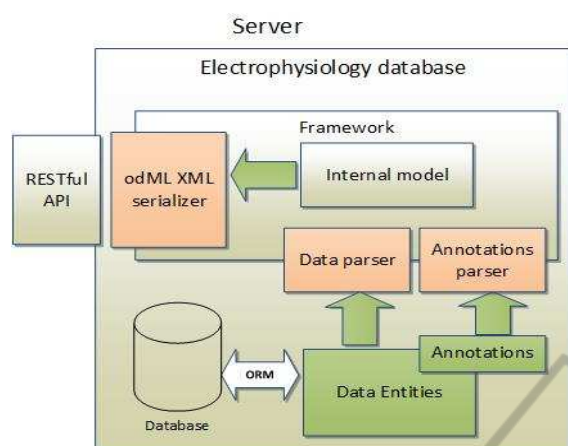 Server
Electrophysiology database
Framework
RESTful
API
odML XML
serializer
Internal model
Data parser
Annotations
parser
Annotations
ORM
Data Entities
Database